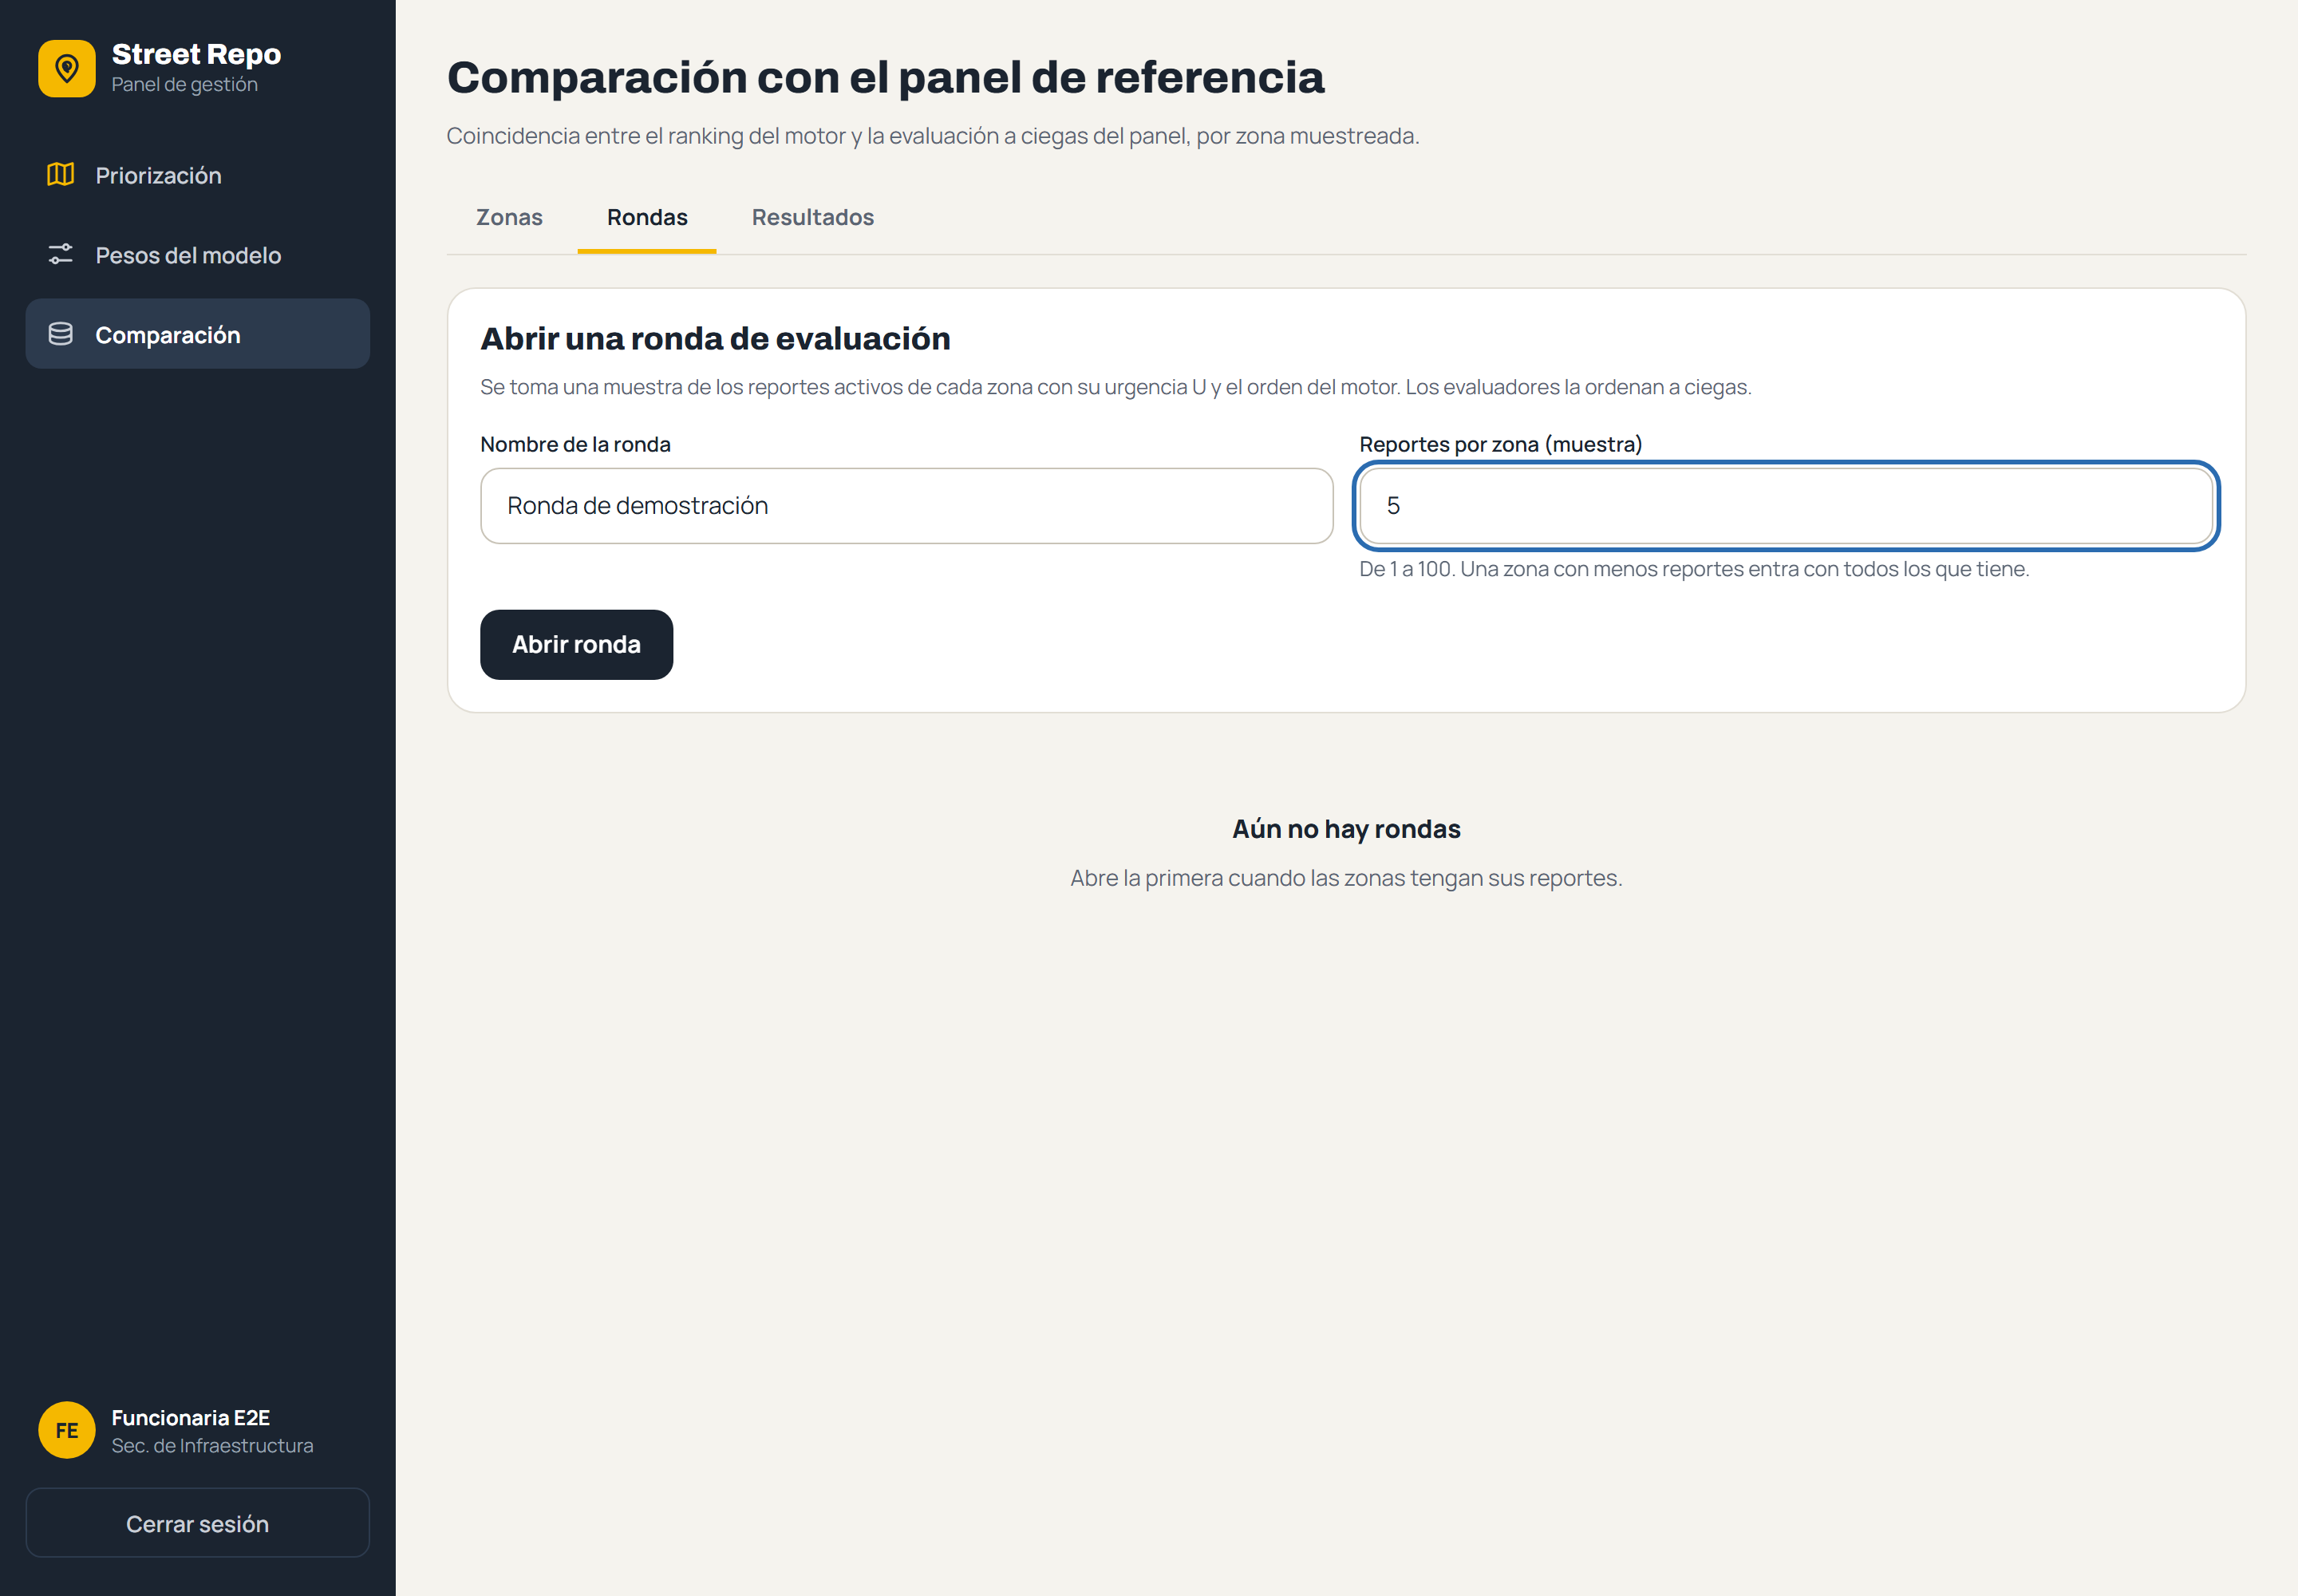 Street Repo
Panel de gestión
Priorización
Pesos del modelo
Comparación
Funcionaria E2E
FE
Sec. de Infraestructura
Cerrar sesión
Comparación con el panel de referencia
Coincidencia entre el ranking del motor y la evaluación a ciegas del panel, por zona muestreada.
Zonas
Rondas
Resultados
Abrir una ronda de evaluación
Se toma una muestra de los reportes activos de cada zona con su urgencia U y el orden del motor. Los evaluadores la ordenan a ciegas.
Nombre de la ronda
Ronda de demostración
Reportes por zona (muestra)
5
De 1 a 100. Una zona con menos reportes entra con todos los que tiene.
Abrir ronda
Aún no hay rondas
Abre la primera cuando las zonas tengan sus reportes.